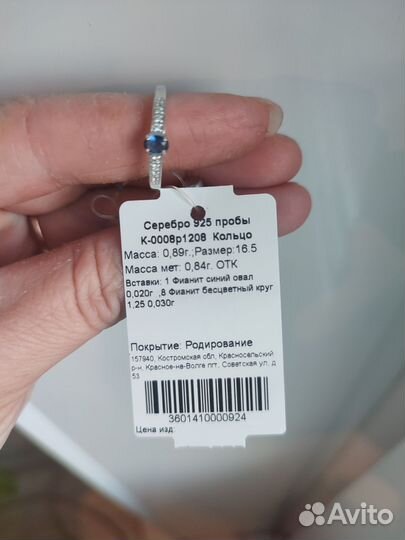 Серебро 925 пробы
К-0008р1208 Кольцо
Масса: 0,89г.;Размер:16.5
Масса мет: 0,84г. ОТК
Вставки: 1 Фианит синий овал
0,020г ,8 Фианит бесцветный круг
1,25 0,030г
Покрытие: Родирование
157940, Костромская обл, Красносельский
р-н, Красное-на-Волге пгт, Советская ул, д
53
3601410000924
Цена изд:
Avito